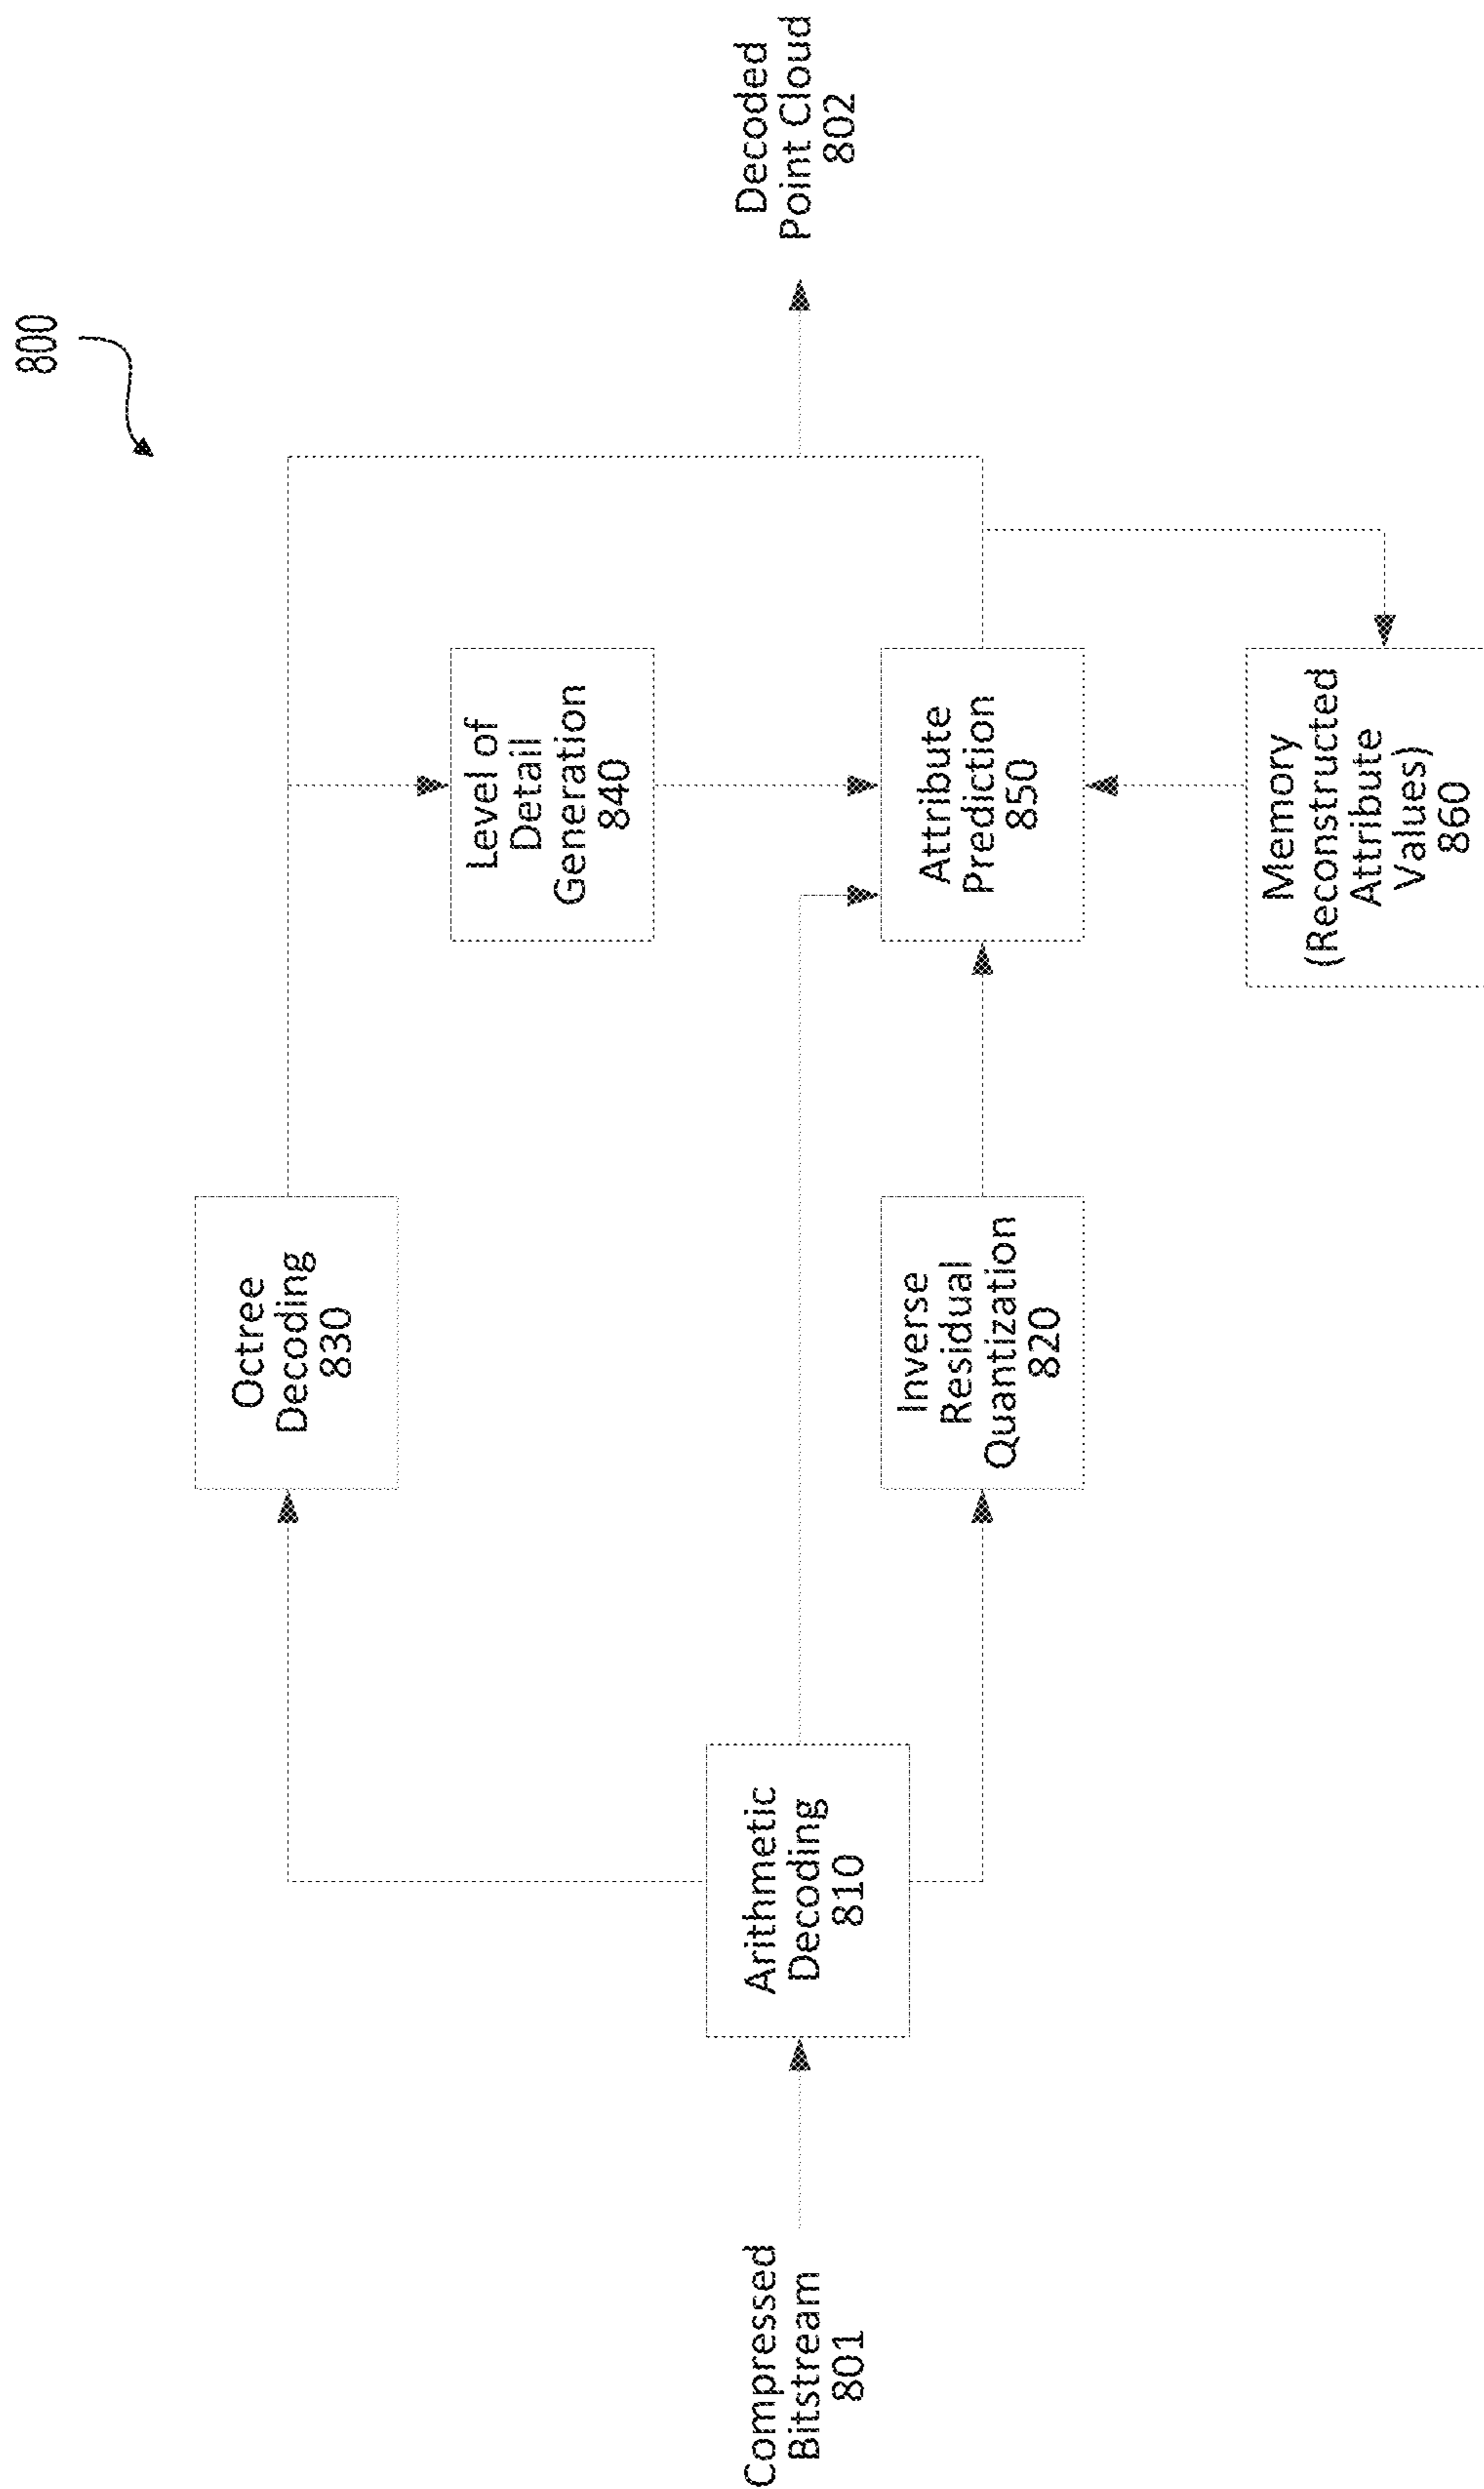 800
Compressed
Bitstream
801
Arithmetic
Decoding
810
Octree
Decoding
830
Inverse
Residual
Quantization
820
Level of
Detail
Generation
840
Attribute
Prediction
850
Memory
(Reconstructed
Attribute
Values)
860
Decoded
Point Cloud
802